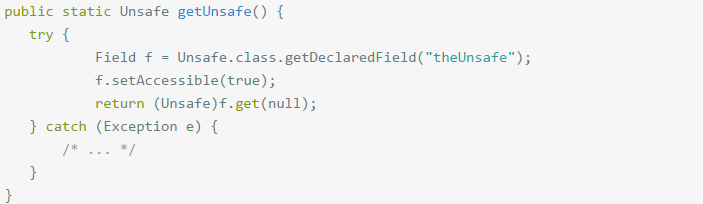 public static Unsafe getUnsafe() {
   try {
           Field f = Unsafe.class.getDeclaredField("theUnsafe");
           f.setAccessible(true);
           return (Unsafe)f.get(null);
   } catch (Exception e) {
       /* ... */
   }
}